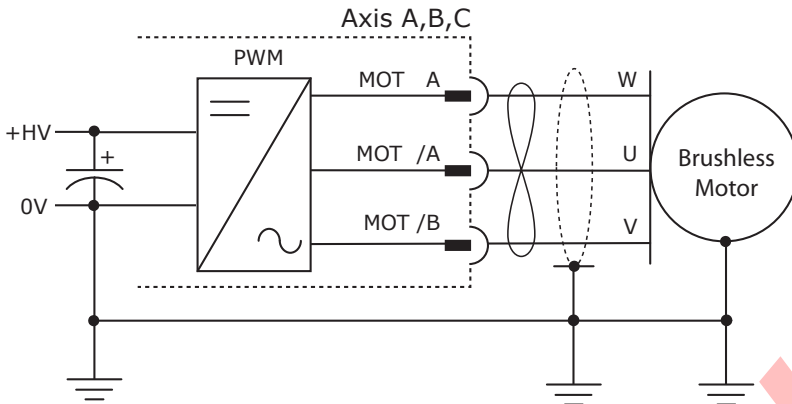 Axis A,B,C
PWM
MOT A
W
+HV
+
MOT /A
U
Brushless
Motor
0V
MOT /B
V